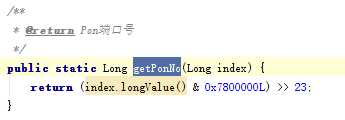 /**
* @return Pon端口号
*/
public static Long getPonNo(Long index) {
return (index.longValue() & 0x7800000L) >> 23;
}